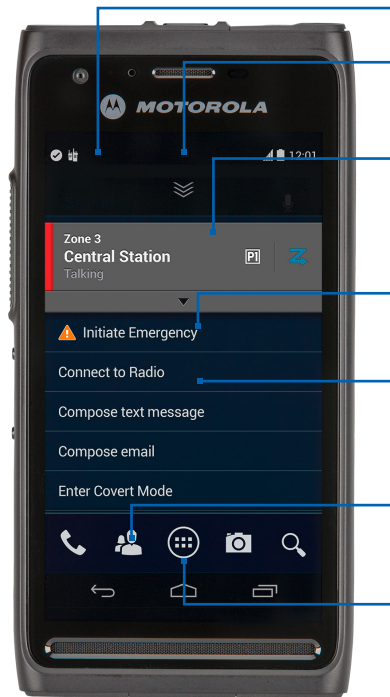 MOTOROLA
12:01
Zone 3
Central Station
P1
Talking
Initiate Emergency
Connect to Radio
Compose text message
Compose email
Enter Covert Mode